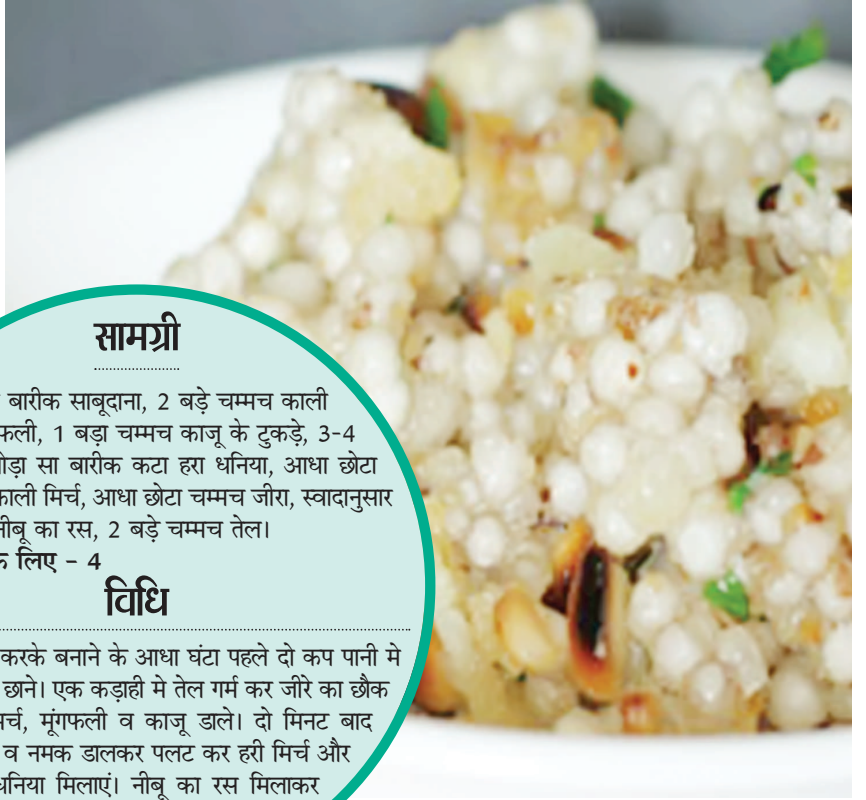 सामग्री
बारीक साबूदाना, 2 बड़े चम्मच काली
1 बड़ा चम्मच काजू के टुकड़े, 3-4
सा बारीक कटा हरा धनिया, आधा छोटा
मिर्च, आधा छोटा चम्मच जीरा, स्वादानुसार
का रस, 2 बड़े चम्मच तेल।
लिए – 4
विधि
करके बनाने के आधा घंटा पहले दो कप पानी मे
छाने। एक कड़ाही मे तेल गर्म कर जीरे का छौक
मूंगफली व काजू डाले। दो मिनट बाद
व नमक डालकर पलट कर हरी मिर्च और
मिलाएं। नीबू का रस मिलाकर